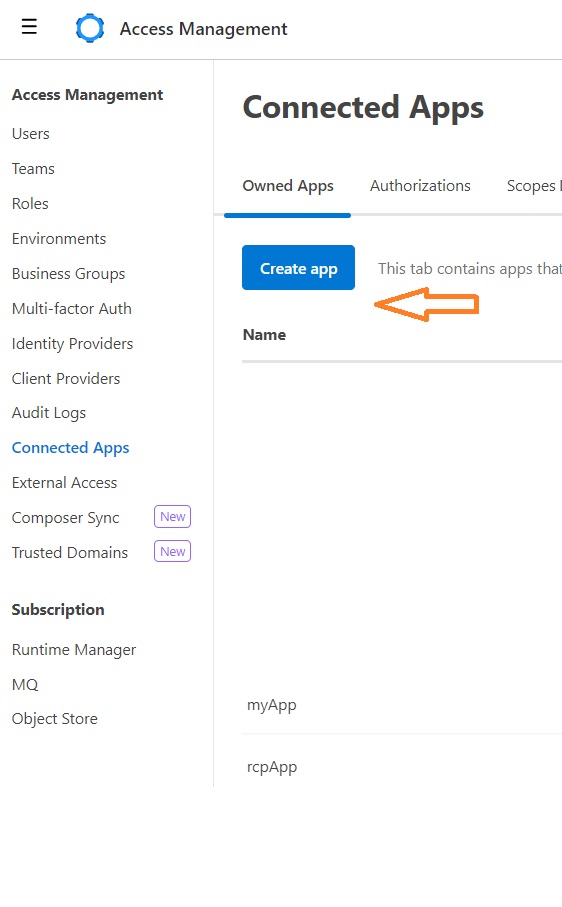 Access Management
Access Management
Users
Teams
Roles
Environments
Business Groups
Multi-factor Auth
Identity Providers
Client Providers
Audit Logs
Connected Apps
External Access
Composer Sync New
Trusted Domains New
Subscription
Runtime Manager
MQ
Object Store
Connected Apps
Owned Apps Authorizations Scopes
Create app This tab contains apps that
Name
myApp
rcpApp